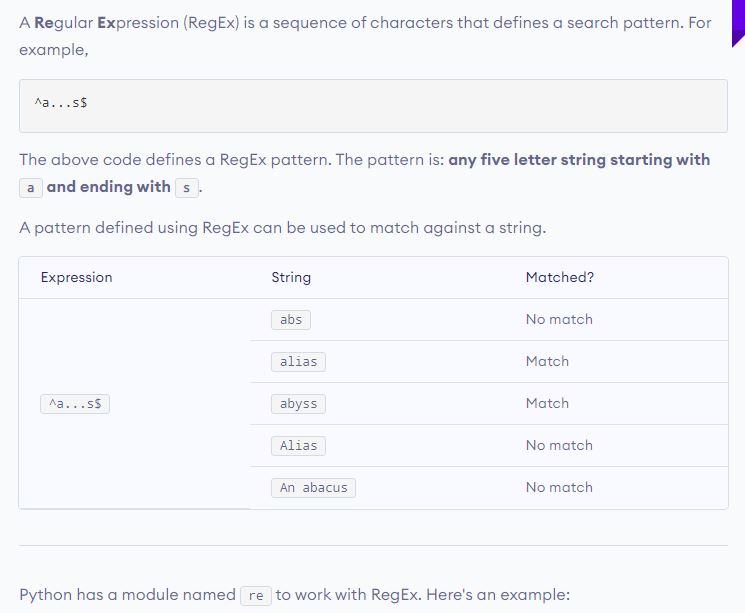 A Regular Expression (RegEx) is a sequence of characters that defines a search pattern. For
example,
^a...s$
The above code defines a RegEx pattern. The pattern is: any five letter string starting with
a and ending with s.
A pattern defined using RegEx can be used to match against a string.
Expression String Matched?
abs No match
alias Match
^a...s$ abyss Match
Alias No match
An abacus No match
Python has a module named re to work with RegEx. Here's an example: